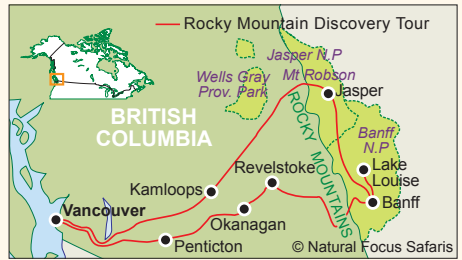 Rocky Mountain Discovery Tour
Jasper N.P
Mt Robson
Wells Gray
Prov. Park
Jasper
BRITISH
COLUMBIA
ROCKY MOUNTAINS
Banff
N.P
Lake
Louise
Revelstoke
Kamloops
Banff
Vancouver
Okanagan
Penticton
© Natural Focus Safaris